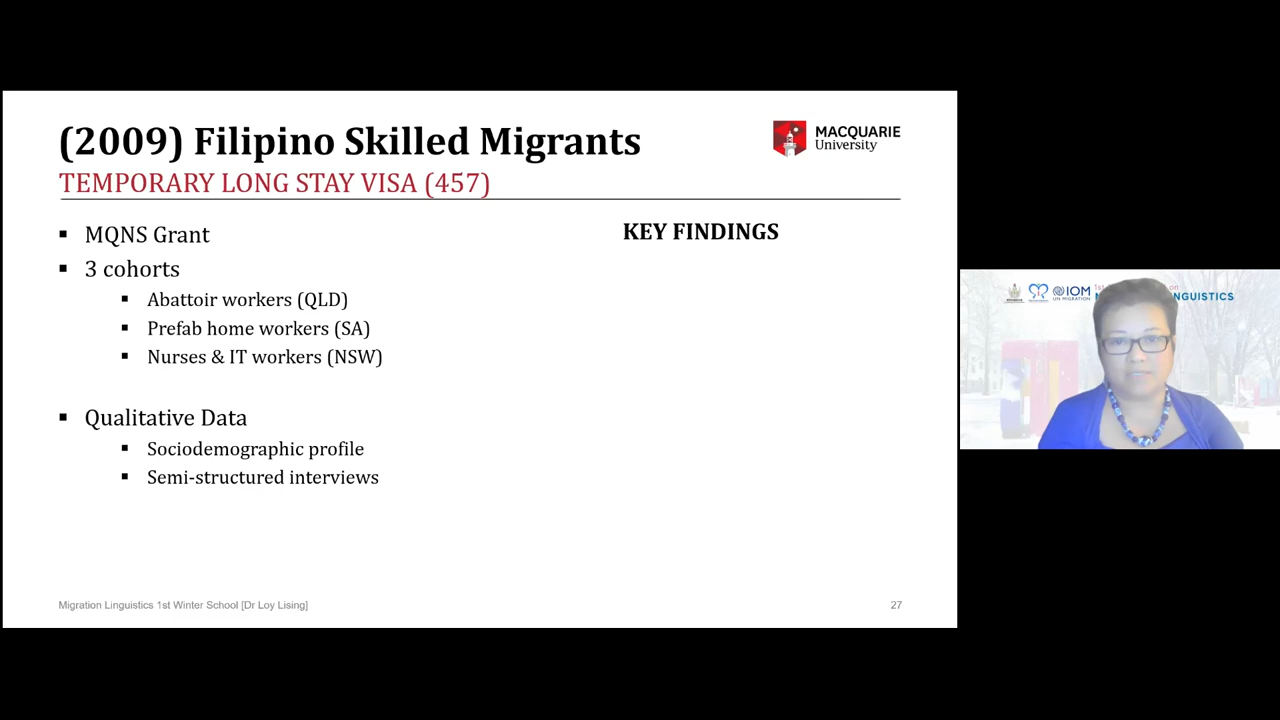 (2009) Filipino Skilled Migrants
MACQUARIE
University
TEMPORARY LONG STAY VISA (457)
▪ MQNS Grant
▪ 3 cohorts
▪ Abattoir workers (QLD)
▪ Prefab home workers (SA)
▪ Nurses & IT workers (NSW)
▪ Qualitative Data
▪ Sociodemographic profile
▪ Semi-structured interviews
KEY FINDINGS
Migration Linguistics 1st Winter School [Dr Loy Lising]
27
IOM
UN MIGRATION